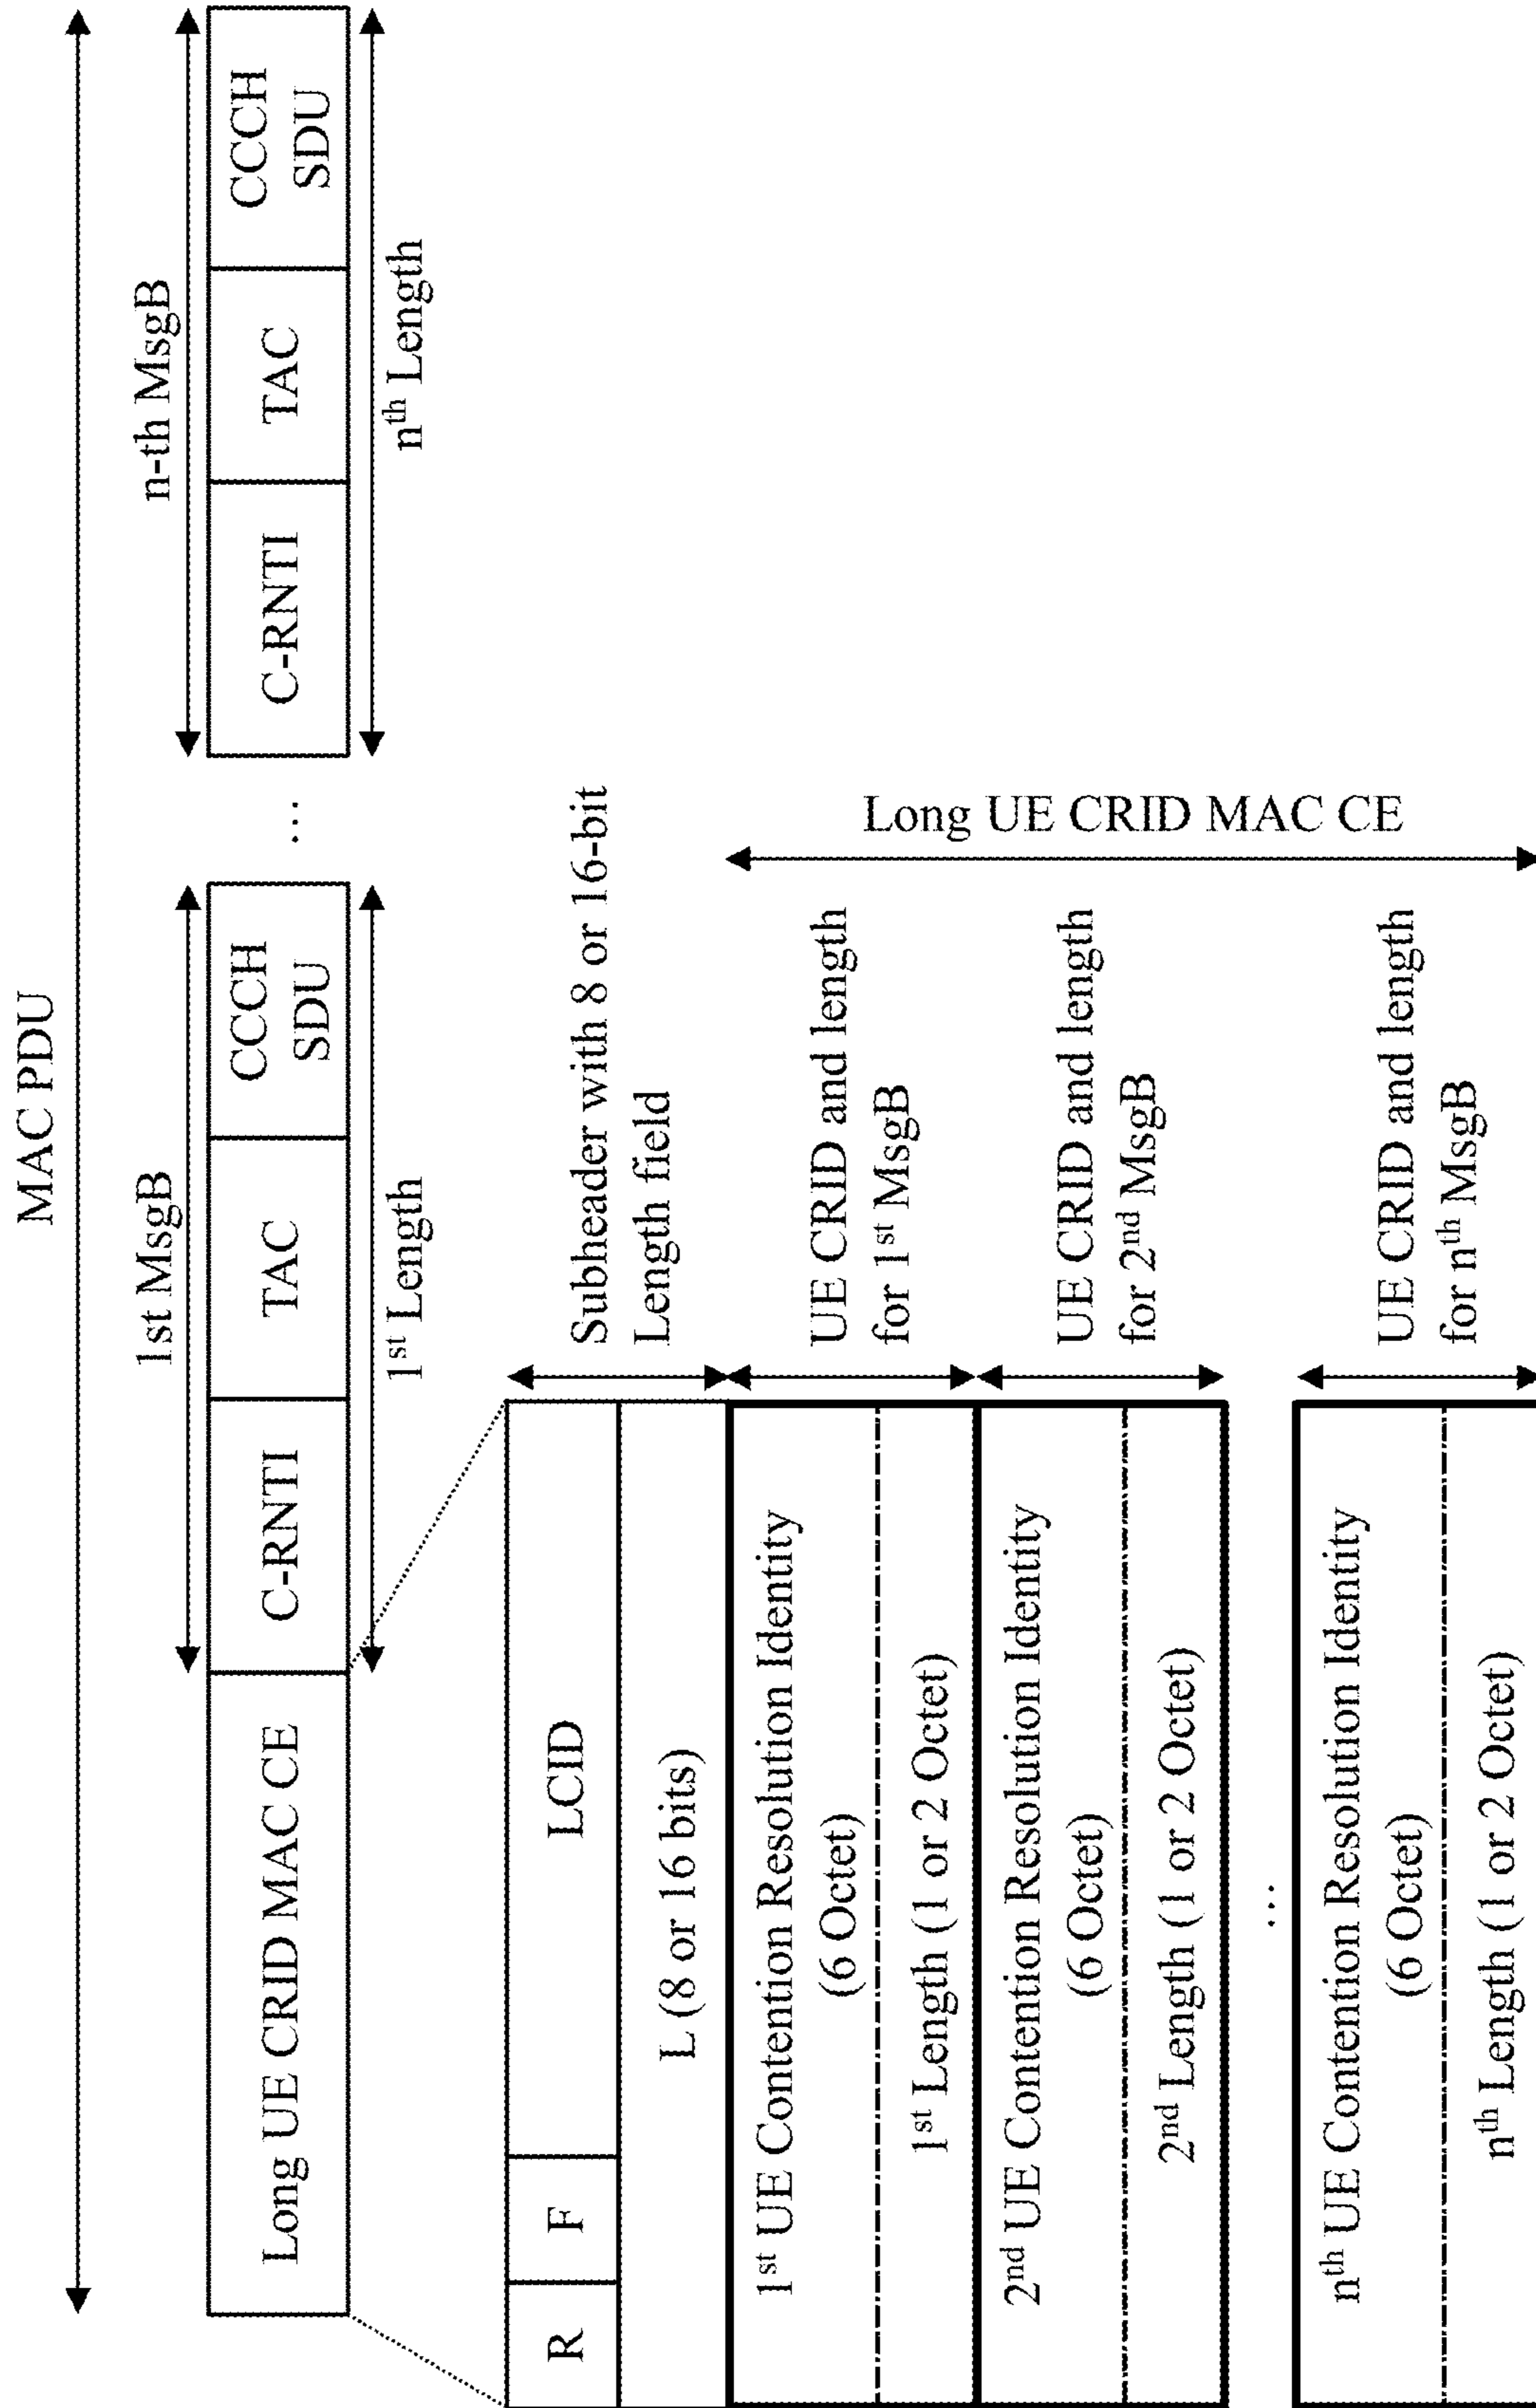 MAC PDU
1st MsgB
n-th MsgB
Long UE CRID MAC CE
C-RNTI
TAC
CCCH
SDU
...
C-RNTI
TAC
CCCH
SDU
1st Length
nth Length
R
F
LCID
L (8 or 16 bits)
Subheader with 8 or 16-bit
Length field
1st UE Contention Resolution Identity
(6 Octet)
1st Length (1 or 2 Octet)
UE CRID and length
for 1st MsgB
Long UE CRID MAC CE
2nd UE Contention Resolution Identity
(6 Octet)
2nd Length (1 or 2 Octet)
UE CRID and length
for 2nd MsgB
...
nth UE Contention Resolution Identity
(6 Octet)
nth Length (1 or 2 Octet)
UE CRID and length
for nth MsgB